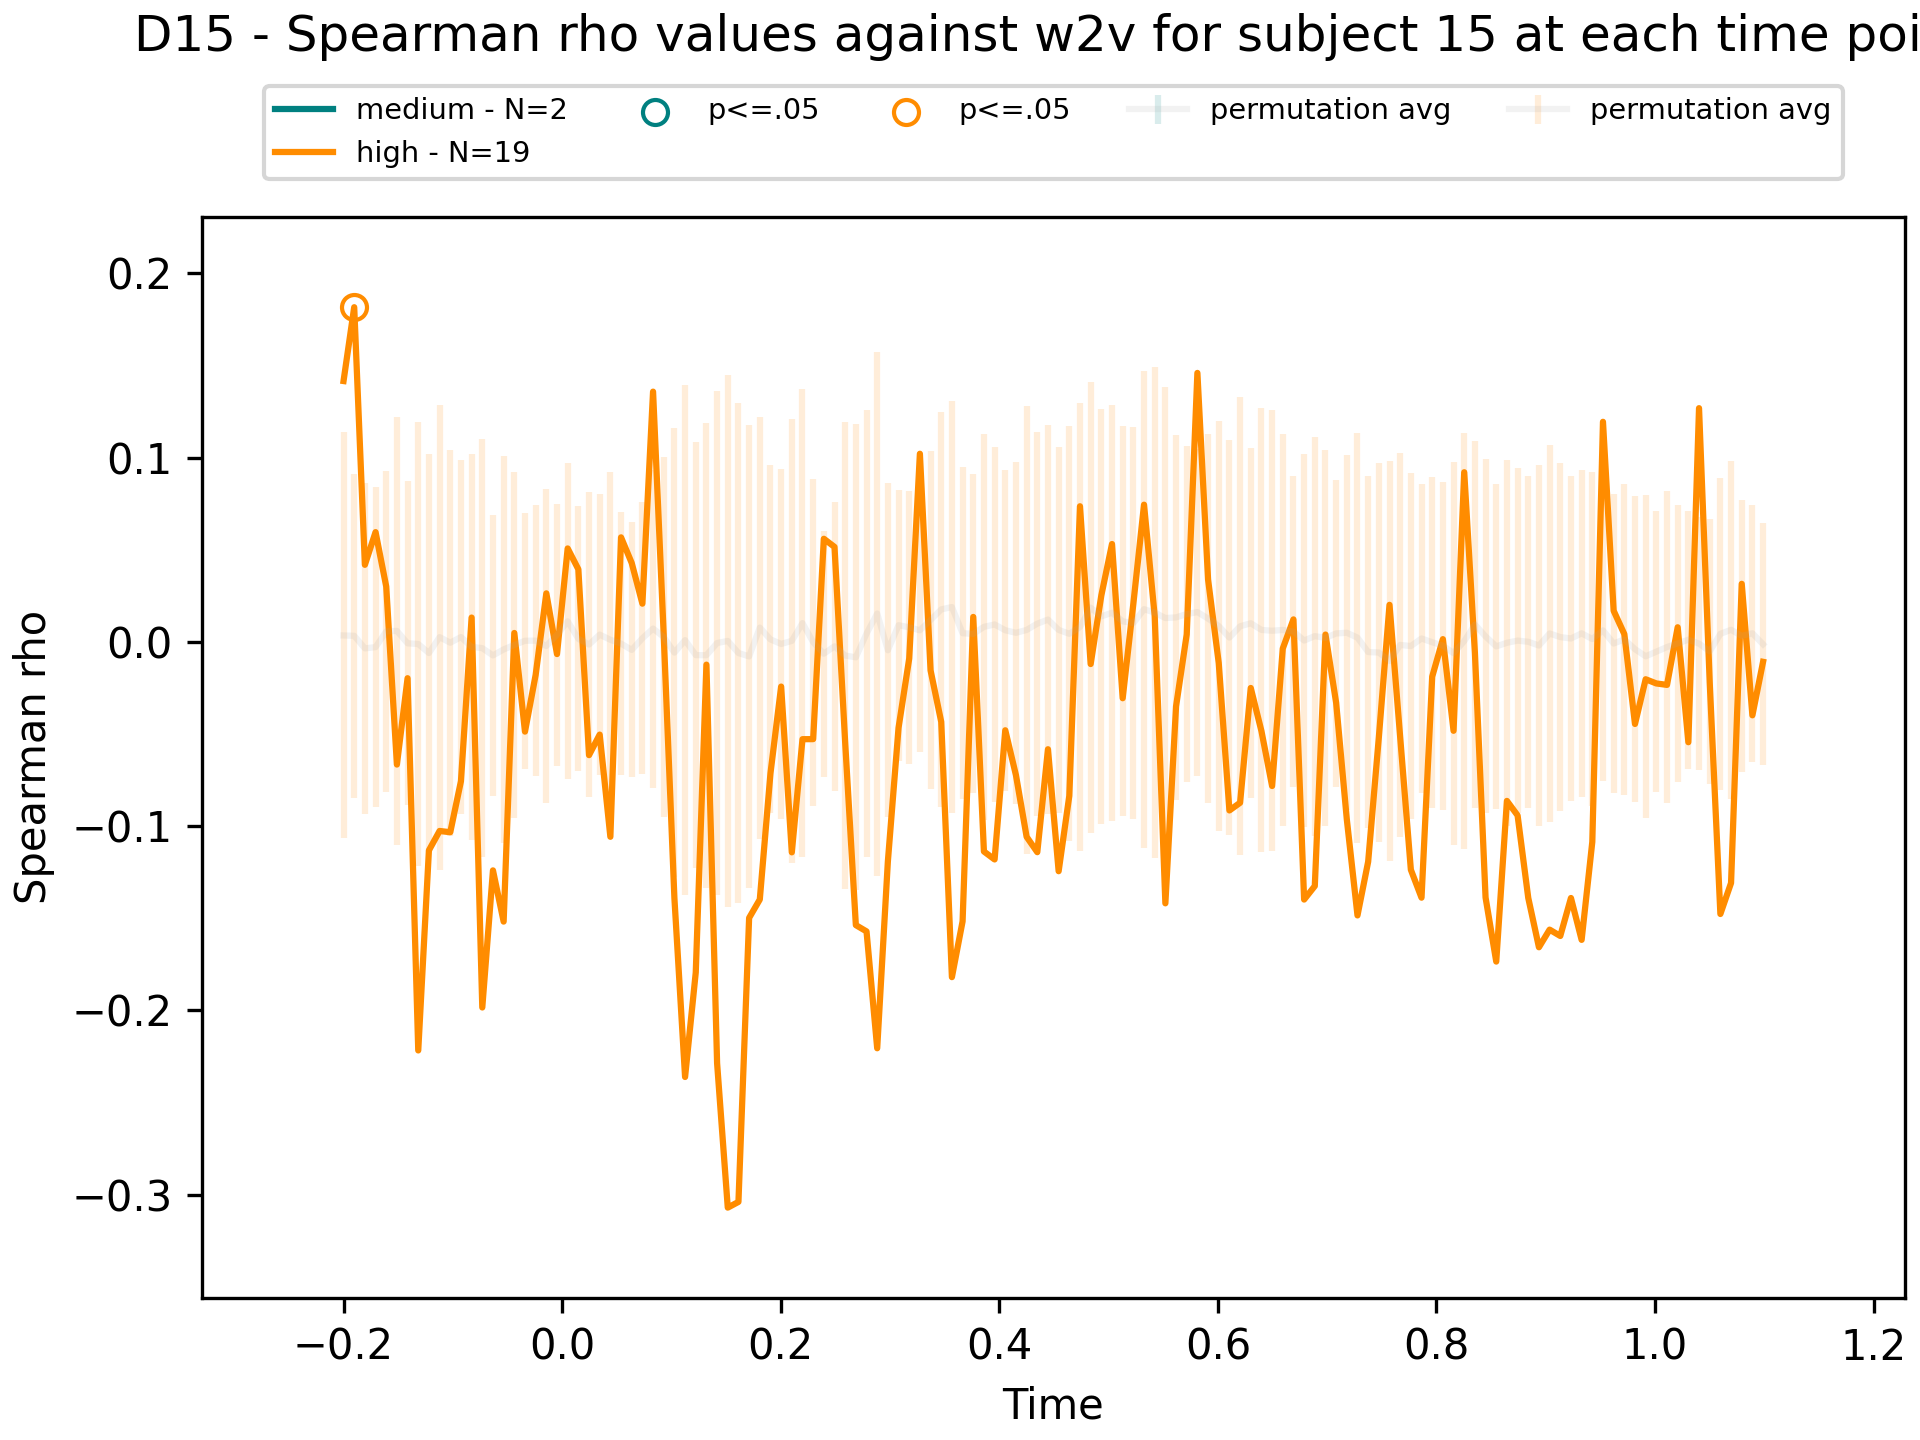 D15 - Spearman rho values against w2v for subject 15 at each time poi
medium - N=2
high - N=19
p<=.05
p<=.05
permutation avg
permutation avg
Spearman rho
0.2
0.1
0.0
−0.1
−0.2
−0.3
−0.2 0.0 0.2 0.4 0.6 0.8 1.0 1.2
Time